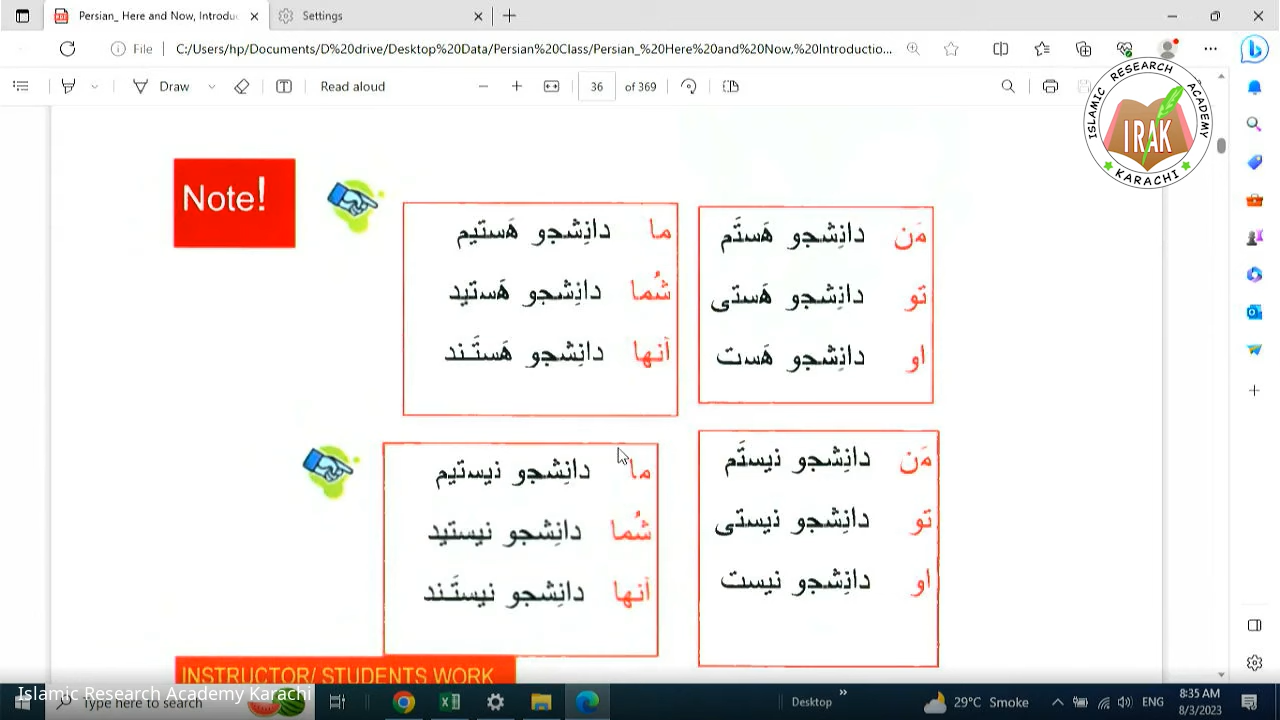 Persian_ Here and Now, Introdu
Settings
File
C:/Users/hp/Documents/D%20drive/Desktop%20Data/Persian%20Class/Persian_%20Here%20and%20Now,%20Introductio...
Draw
Read aloud
36
of 369
ISLAMIC RESEARCH ACADEMY
IRAK
KARACHI
Note!
مَن دانِشجو هَستَم
تو دانِشجو هَستی
او دانِشجو هَست
ما دانِشجو هَستیم
شُما دانِشجو هَستید
آنها دانِشجو هَستَـند
مَن دانِشجو نیستَم
تو دانِشجو نیستی
او دانِشجو نیست
ما دانِشجو نیستیم
شُما دانِشجو نیستید
آنها دانِشجو نیستَـند
INSTRUCTOR/ STUDENTS WORK
Islamic Research Academy Karachi
Type here to search
Desktop
29°C Smoke
ENG
8:35 AM
8/3/2023